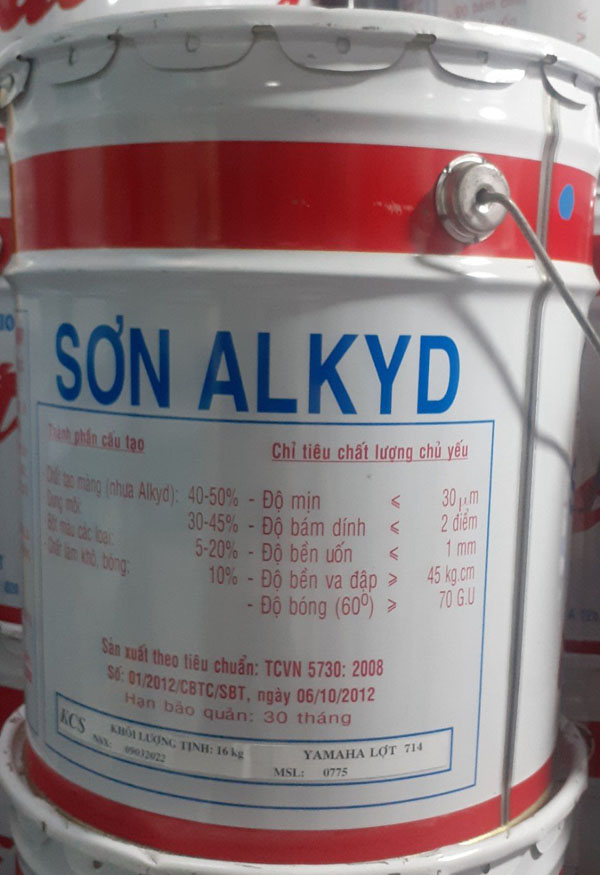 SƠN ALKYD
Thành phần cấu tạo
Chất tạo màng (nhựa Alkyd): 40-50%
Dung môi: 30-45%
Bột màu các loại: 5-20%
Chất làm khô, bóng: 10%
Chỉ tiêu chất lượng chủ yếu
- Độ mịn ≤ 30 µm
- Độ bám dính ≤ 2 điểm
- Độ bền uốn ≤ 1 mm
- Độ bền va đập ≥ 45 kg.cm
- Độ bóng (60⁰) ≥ 70 G.U
Sản xuất theo tiêu chuẩn: TCVN 5730: 2008
Số: 01/2012/CBTC/SBT, ngày 06/10/2012
Hạn bảo quản: 30 tháng
KCS KHỐI LƯỢNG TỊNH: 16 kg YAMAHA LỢT 714
NSX: 09032022 MSL: 0775